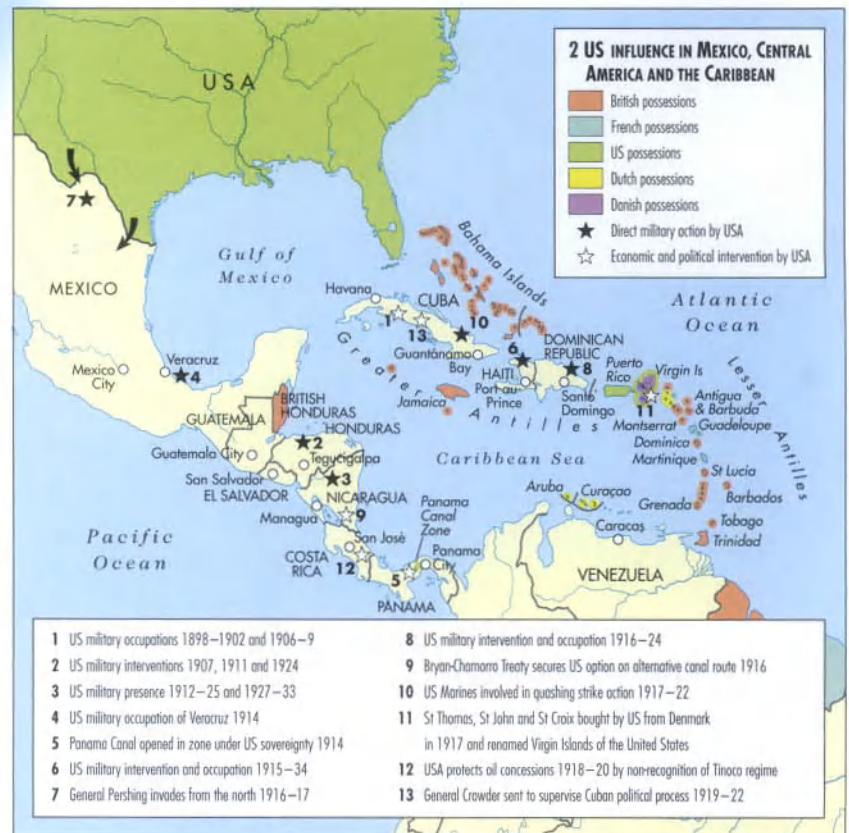 2 US INFLUENCE IN MEXICO, CENTRAL
AMERICA AND THE CARIBBEAN
British possessions
French possessions
US possessions
Dutch possessions
Danish possessions
Direct military action by USA
Economic and political intervention by USA
USA
7
Gulf of
Mexico
MEXICO
Bahama Islands
Atlantic
Ocean
Havana
CUBA
1
13
10
Guantánamo
Bay
6
DOMINICAN
REPUBLIC
8
HAITI
Port-au-
Prince
Santo
Domingo
Puerto
Rico
Virgin Is
11
Lesser
Antilles
Greater
Antilles
Mexico
City
Veracruz
4
Jamaica
Antigua
& Barbuda
Montserrat
Guadeloupe
Dominica
Martinique
St Lucia
Barbados
Grenada
Tobago
Trinidad
BRITISH
HONDURAS
GUATEMALA
HONDURAS
2
Guatemala City
Tegucigalpa
San Salvador
EL SALVADOR
3
NICARAGUA
Managua
9
Caribbean Sea
Aruba
Curaçao
Panama
Canal
Zone
San José
COSTA
RICA
12
5
Panama
City
PANAMA
Caracas
VENEZUELA
Pacific
Ocean
1 US military occupations 1898–1902 and 1906–9
2 US military interventions 1907, 1911 and 1924
3 US military presence 1912–25 and 1927–33
4 US military occupation of Veracruz 1914
5 Panama Canal opened in zone under US sovereignty 1914
6 US military intervention and occupation 1915–34
7 General Pershing invades from the north 1916–17
8 US military intervention and occupation 1916–24
9 Bryan-Chamorro Treaty secures US option on alternative canal route 1916
10 US Marines involved in quashing strike action 1917–22
11 St Thomas, St John and St Croix bought by US from Denmark
in 1917 and renamed Virgin Islands of the United States
12 USA protects oil concessions 1918–20 by non-recognition of Tinoco regime
13 General Crowder sent to supervise Cuban political process 1919–22